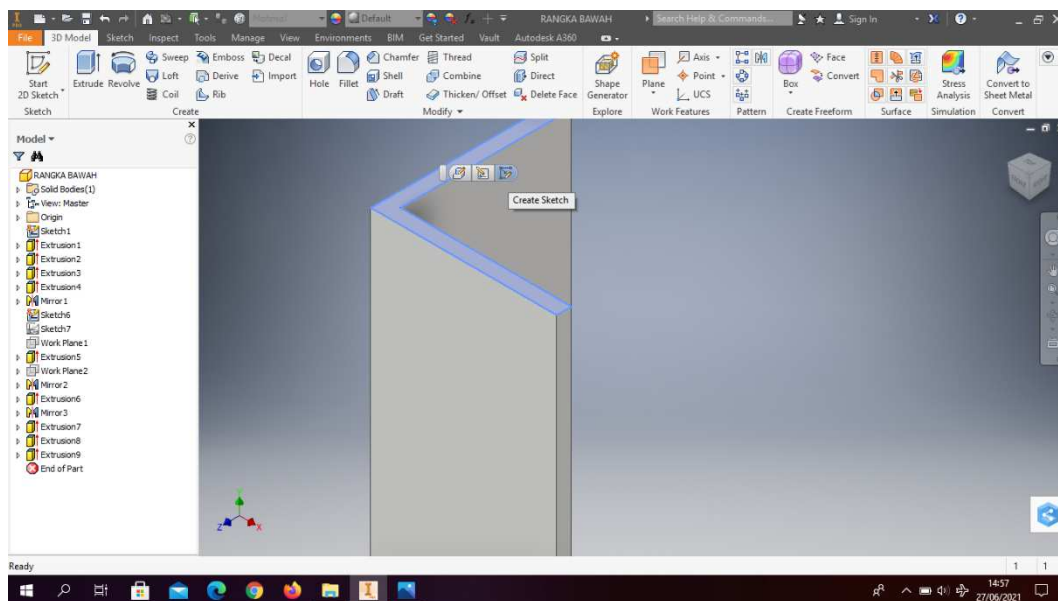 Material Default RANGKA BAWAH Search Help & Commands... Sign In
File 3D Model Sketch Inspect Tools Manage View Environments BIM Get Started Vault Autodesk A360
Start 2D Sketch
Extrude Revolve
Sweep Emboss Decal
Loft Derive Import
Coil Rib
Hole Fillet
Chamfer Thread Split
Shell Combine Direct
Draft Thicken/ Offset Delete Face
Shape Generator
Plane
Axis
Point
UCS
Box
Face
Convert
Stress Analysis
Convert to Sheet Metal
Sketch Create Modify Explore Work Features Pattern Create Freeform Surface Simulation Convert
Model
RANGKA BAWAH
Solid Bodies(1)
View: Master
Origin
Sketch1
Extrusion1
Extrusion2
Extrusion3
Extrusion4
Mirror1
Sketch6
Sketch7
Work Plane1
Extrusion5
Work Plane2
Mirror2
Extrusion6
Mirror3
Extrusion7
Extrusion8
Extrusion9
End of Part
Create Sketch
Y
Z X
Ready 1 1
14:57
27/06/2021